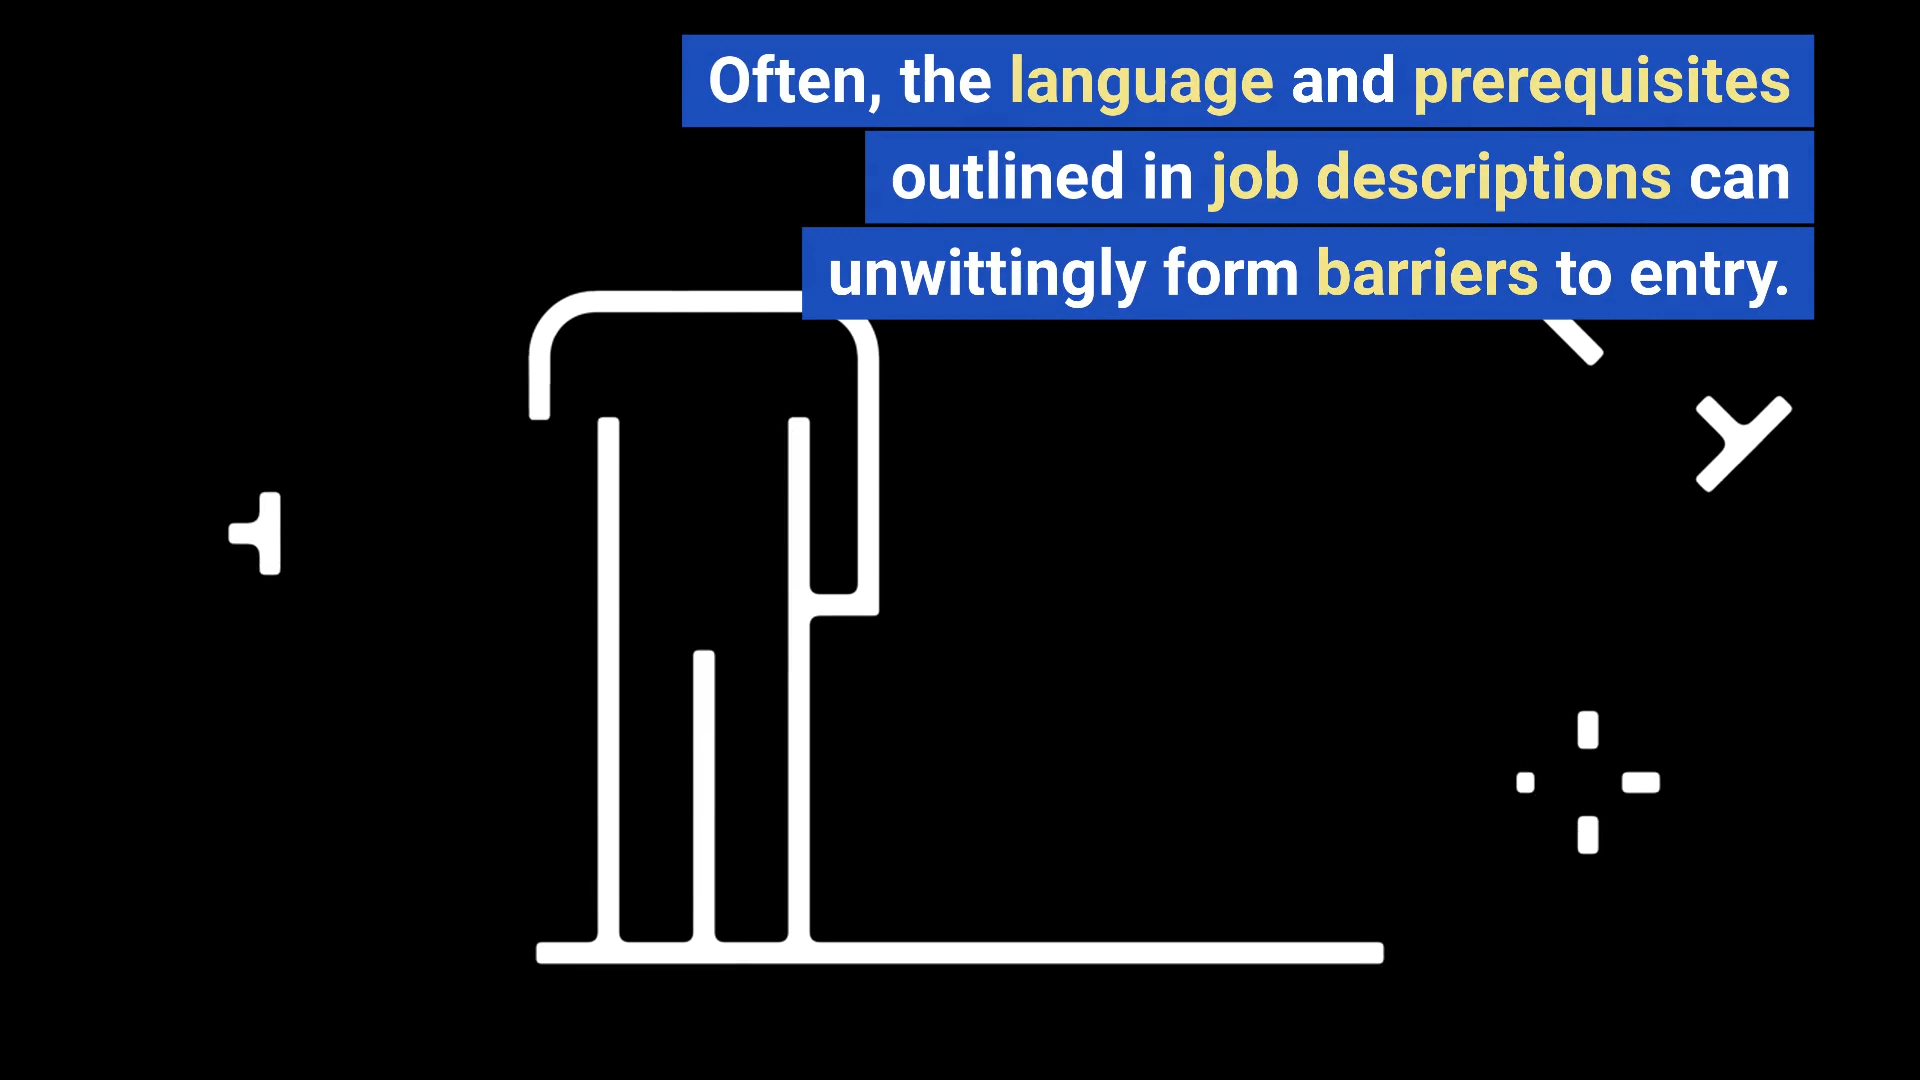 Often, the language and prerequisites
outlined in job descriptions can
unwittingly form barriers to entry.